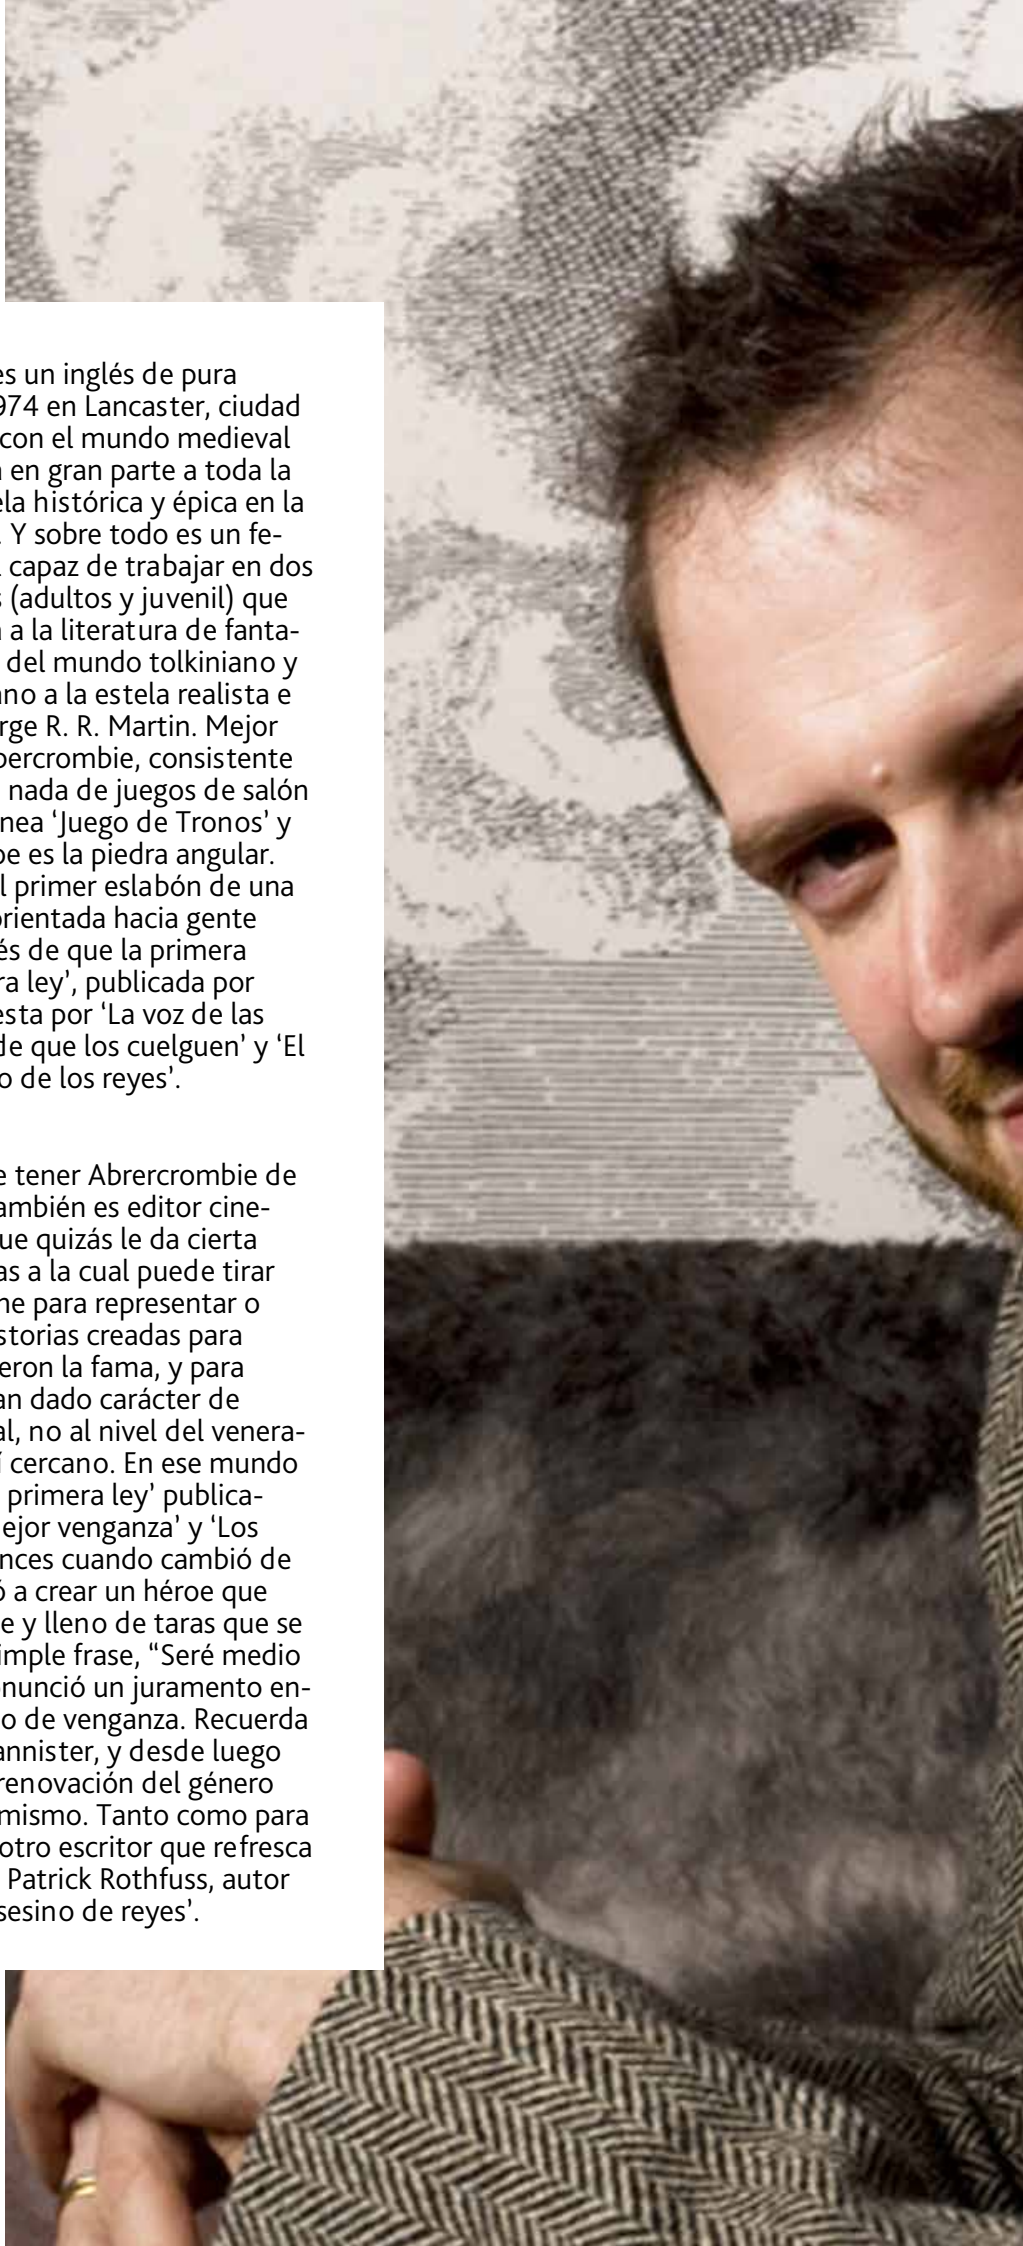 es un inglés de pura
974 en Lancaster, ciudad
con el mundo medieval
en gran parte a toda la
ela histórica y épica en la
. Y sobre todo es un fe-
capaz de trabajar en dos
s (adultos y juvenil) que
a la literatura de fanta-
del mundo tolkiniano y
ano a la estela realista e
rge R. R. Martin. Mejor
bercrombie, consistente
nada de juegos de salón
nea ‘Juego de Tronos’ y
be es la piedra angular.
l primer eslabón de una
orientada hacia gente
és de que la primera
ra ley’, publicada por
esta por ‘La voz de las
de que los cuelguen’ y ‘El
o de los reyes’.
e tener Abrercrombie de
ambién es editor cine-
ue quizás le da cierta
as a la cual puede tirar
ne para representar o
storias creadas para
eron la fama, y para
an dado carácter de
al, no al nivel del venera-
í cercano. En ese mundo
primera ley’ publica-
ejor venganza’ y ‘Los
nces cuando cambió de
ó a crear un héroe que
e y lleno de taras que se
imple frase, “Seré medio
nunció un juramento en-
o de venganza. Recuerda
annister, y desde luego
renovación del género
mismo. Tanto como para
otro escritor que refresca
Patrick Rothfuss, autor
sesino de reyes’.